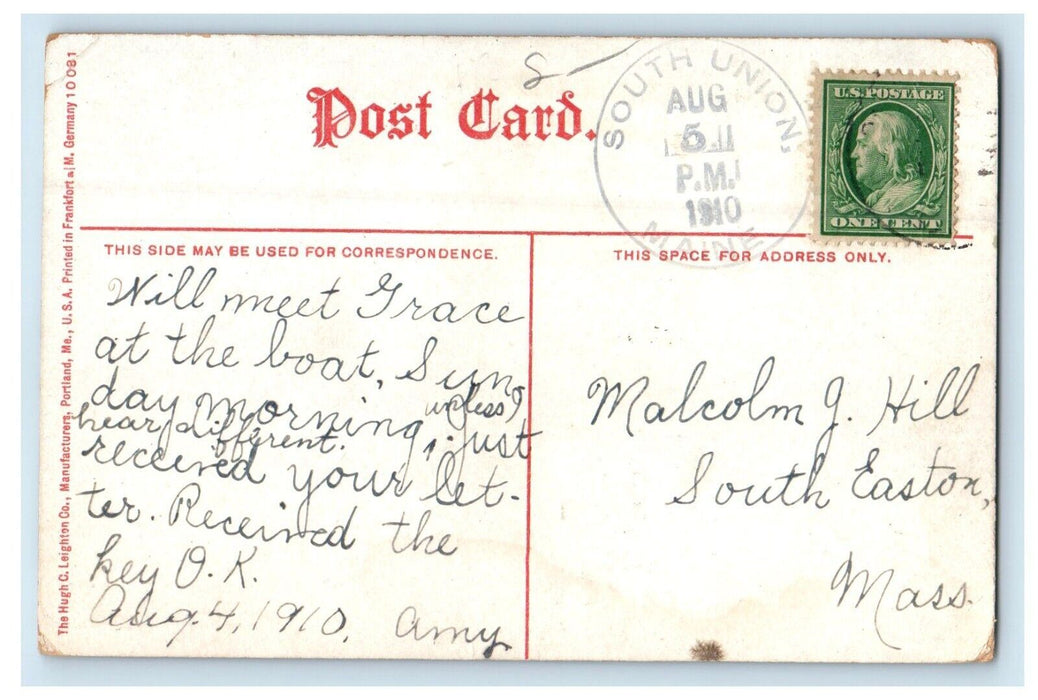 The Hugh C. Leighton Co., Manufacturers, Portland, Me., U.S.A. Printed in Frankfort a/M. Germany 10081
Post Card.
SOUTH UNION,
AUG
5
P.M.
1910
MAINE
U.S. POSTAGE
ONE CENT
THIS SIDE MAY BE USED FOR CORRESPONDENCE.
Will meet Grace
at the boat, Sun
day morning, just
unless I
hear different.
received your let-
ter. Received the
key O.K.
Aug. 4, 1910. Amy
THIS SPACE FOR ADDRESS ONLY.
Malcolm J. Hill
South Easton,
Mass.